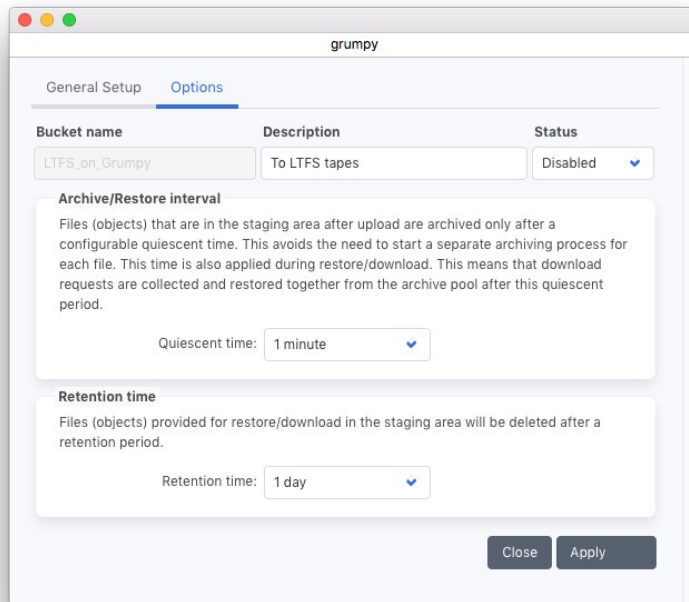 grumpy
General Setup Options
Bucket name Description Status
LTFS_on_Grumpy To LTFS tapes Disabled
Archive/Restore interval
Files (objects) that are in the staging area after upload are archived only after a
configurable quiescent time. This avoids the need to start a separate archiving process for
each file. This time is also applied during restore/download. This means that download
requests are collected and restored together from the archive pool after this quiescent
period.
Quiescent time: 1 minute
Retention time
Files (objects) provided for restore/download in the staging area will be deleted after a
retention period.
Retention time: 1 day
Close Apply